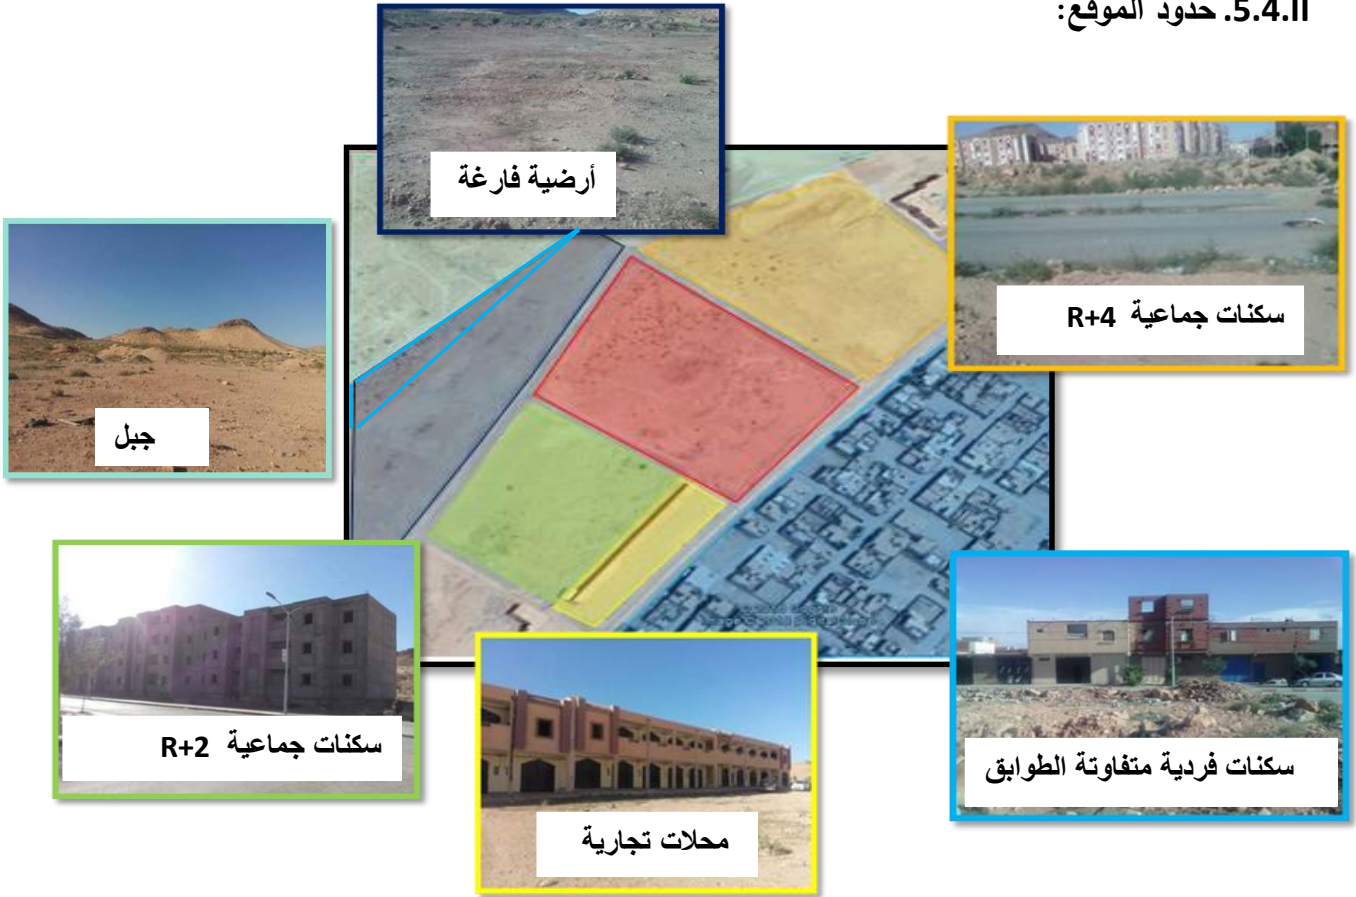 5.4.II. حدود الموقع:
أرضية فارغة
سكنات جماعية R+4
جبل
سكنات جماعية R+2
سكنات فردية متفاوتة الطوابق
محلات تجارية